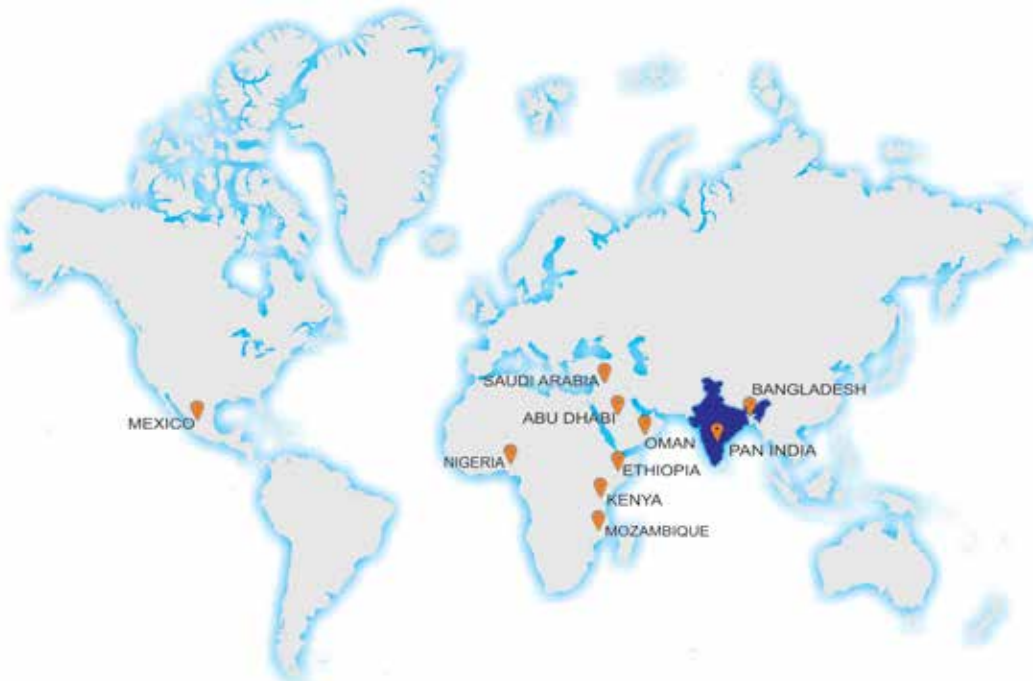 SAUDI ARABIA
BANGLADESH
MEXICO
ABU DHABI
OMAN
PAN INDIA
NIGERIA
ETHIOPIA
KENYA
MOZAMBIQUE